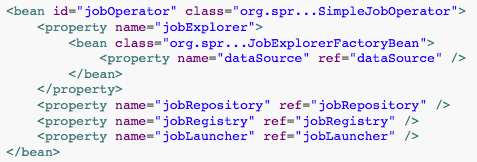 <bean id="jobOperator" class="org.spr...SimpleJobOperator">
    <property name="jobExplorer">
        <bean class="org.spr...JobExplorerFactoryBean">
            <property name="dataSource" ref="dataSource" />
        </bean>
    </property>
    <property name="jobRepository" ref="jobRepository" />
    <property name="jobRegistry" ref="jobRegistry" />
    <property name="jobLauncher" ref="jobLauncher" />
</bean>